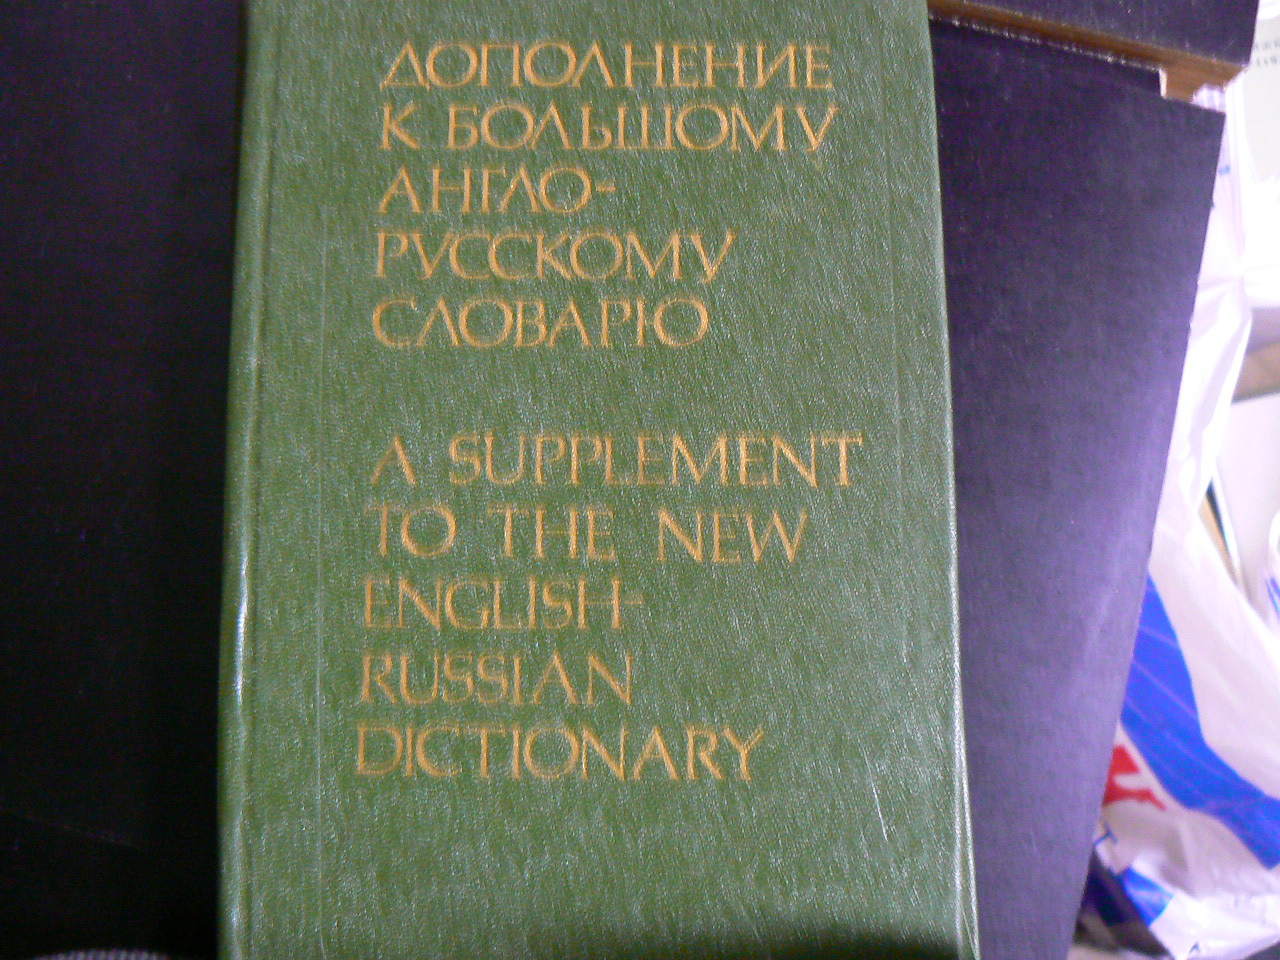 ДОПОЛНЕНИЕ
К БОЛЬШОМУ
АНГЛО-
РУССКОМУ
СЛОВАРЮ
A SUPPLEMENT
TO THE NEW
ENGLISH-
RUSSIAN
DICTIONARY